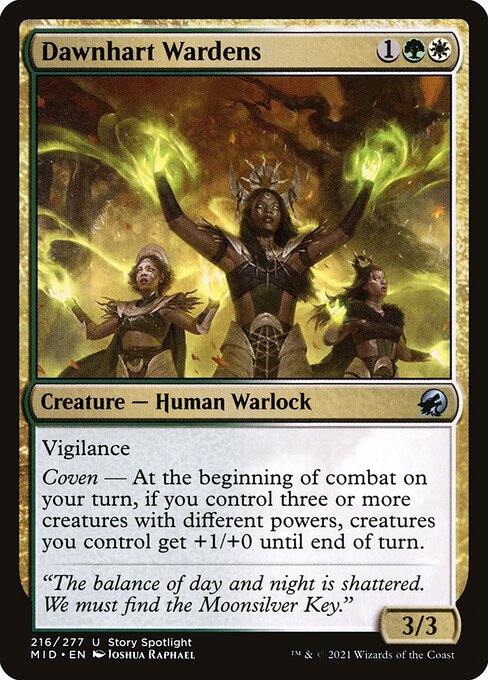 Dawnhart Wardens 1
Creature — Human Warlock
Vigilance
Coven — At the beginning of combat on
your turn, if you control three or more
creatures with different powers, creatures
you control get +1/+0 until end of turn.
“The balance of day and night is shattered.
We must find the Moonsilver Key.”
3/3
216/277 U Story Spotlight
MID • EN Joshua Raphael ™ & © 2021 Wizards of the Coast